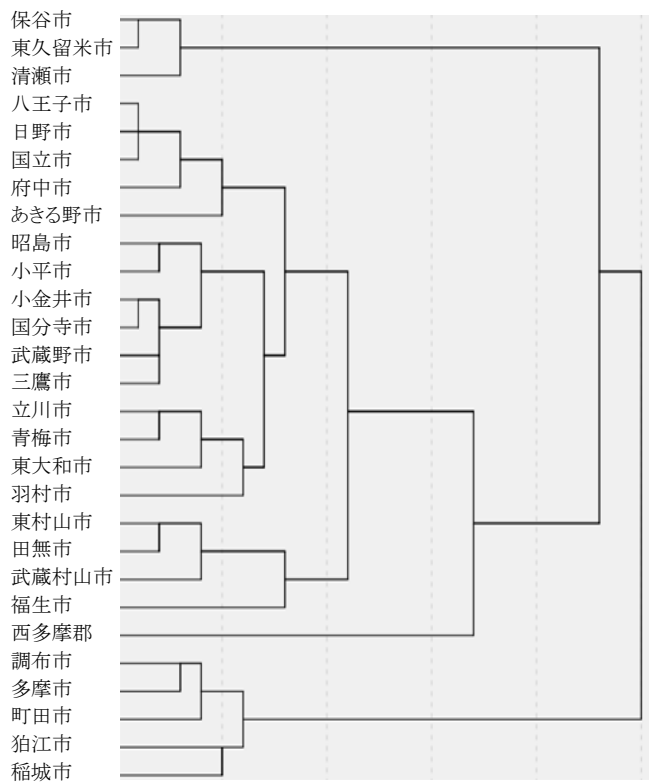 保谷市
東久留米市
清瀬市
八王子市
日野市
国立市
府中市
あきる野市
昭島市
小平市
小金井市
国分寺市
武蔵野市
三鷹市
立川市
青梅市
東大和市
羽村市
東村山市
田無市
武蔵村山市
福生市
西多摩郡
調布市
多摩市
町田市
狛江市
稲城市